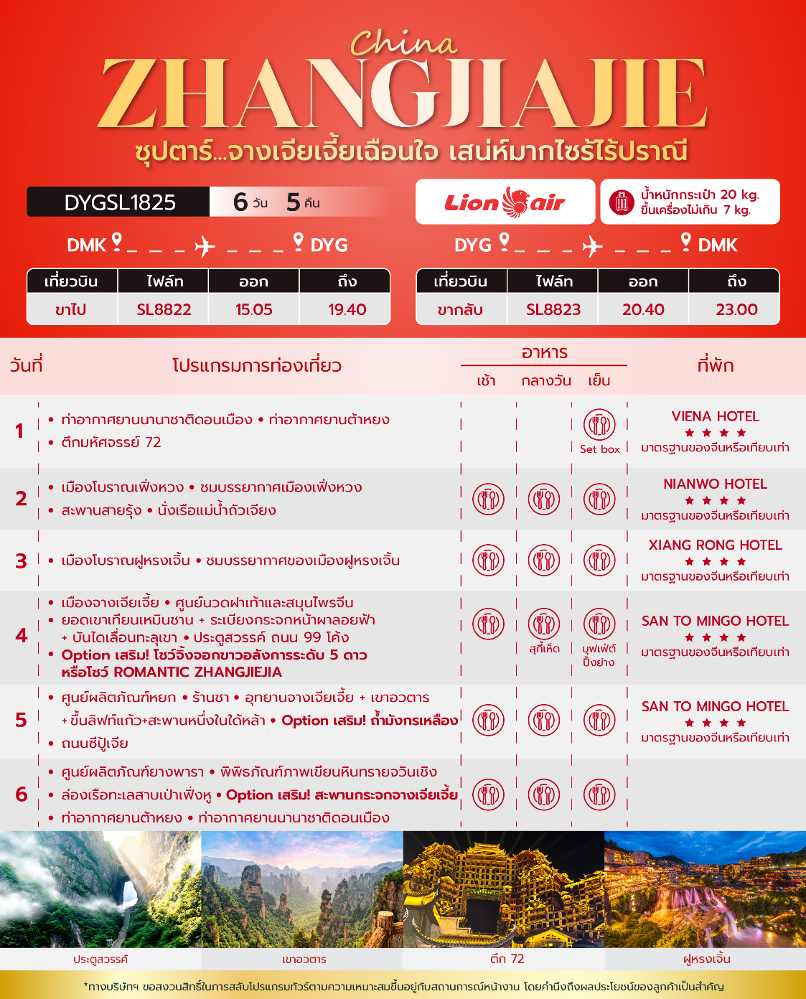 China
ZHANGJIAJIE
ซุปตาร์...จางเจียเจี้ยเฉือนใจ เสน่ห์มากไซร้ไร้ปราณี
DYGSL1825
6 วัน 5 คืน
Lion air
น้ำหนักกระเป๋า 20 kg.
ขึ้นเครื่องไม่เกิน 7 kg.
DMK DYG
DYG DMK
เที่ยวบิน ไฟล์ท ออก ถึง
ขาไป SL8822 15.05 19.40
เที่ยวบิน ไฟล์ท ออก ถึง
ขากลับ SL8823 20.40 23.00
วันที่ โปรแกรมการท่องเที่ยว อาหาร ที่พัก
เช้า กลางวัน เย็น
1
• ท่าอากาศยานนานาชาติดอนเมือง • ท่าอากาศยานต้าหยง
• ตึกมหัศจรรย์ 72
Set box
VIENA HOTEL
มาตรฐานของจีนหรือเทียบเท่า
2
• เมืองโบราณเฟิ่งหวง • ชมบรรยากาศเมืองเฟิ่งหวง
• สะพานสายรุ้ง • นั่งเรือแม่น้ำถัวเจียง
NIANWO HOTEL
มาตรฐานของจีนหรือเทียบเท่า
3
• เมืองโบราณฝูหรงเจิ้น • ชมบรรยากาศของเมืองฝูหรงเจิ้น
XIANG RONG HOTEL
มาตรฐานของจีนหรือเทียบเท่า
4
• เมืองจางเจียเจี้ย • ศูนย์นวดฝาเท้าและสมุนไพรจีน
• ยอดเขาเทียนเหมินชาน + ระเบียงกระจกหน้าผาลอยฟ้า
+ บันไดเลื่อนทะลุเขา • ประตูสวรรค์ ถนน 99 โค้ง
• Option เสริม! โชว์จิ้งจอกขาวอลังการระดับ 5 ดาว
หรือโชว์ ROMANTIC ZHANGJIEJIA
สุกี้เห็ด
บุฟเฟ่ต์
ปิ้งย่าง
SAN TO MINGO HOTEL
มาตรฐานของจีนหรือเทียบเท่า
5
• ศูนย์ผลิตภัณฑ์หยก • ร้านชา • อุทยานจางเจียเจี้ย + เขาอวตาร
+ ขึ้นลิฟท์แก้ว+สะพานหนึ่งในใต้หล้า • Option เสริม! ถ้ำมังกรเหลือง
• ถนนซีปู้เจีย
SAN TO MINGO HOTEL
มาตรฐานของจีนหรือเทียบเท่า
6
• ศูนย์ผลิตภัณฑ์ยางพารา • พิพิธภัณฑ์ภาพเขียนหินทรายจวินเชิง
• ล่องเรือทะเลสาบเป่าเฟิ่งหู • Option เสริม! สะพานกระจกจางเจียเจี้ย
• ท่าอากาศยานต้าหยง • ท่าอากาศยานนานาชาติดอนเมือง
ประตูสวรรค์
เขาอวตาร
ตึก 72
ฝูหรงเจิ้น
*ทางบริษัทฯ ขอสงวนสิทธิ์ในการสลับโปรแกรมทัวร์ตามความเหมาะสมขึ้นอยู่กับสถานการณ์หน้างาน โดยคำนึงถึงผลประโยชน์ของลูกค้าเป็นสำคัญ